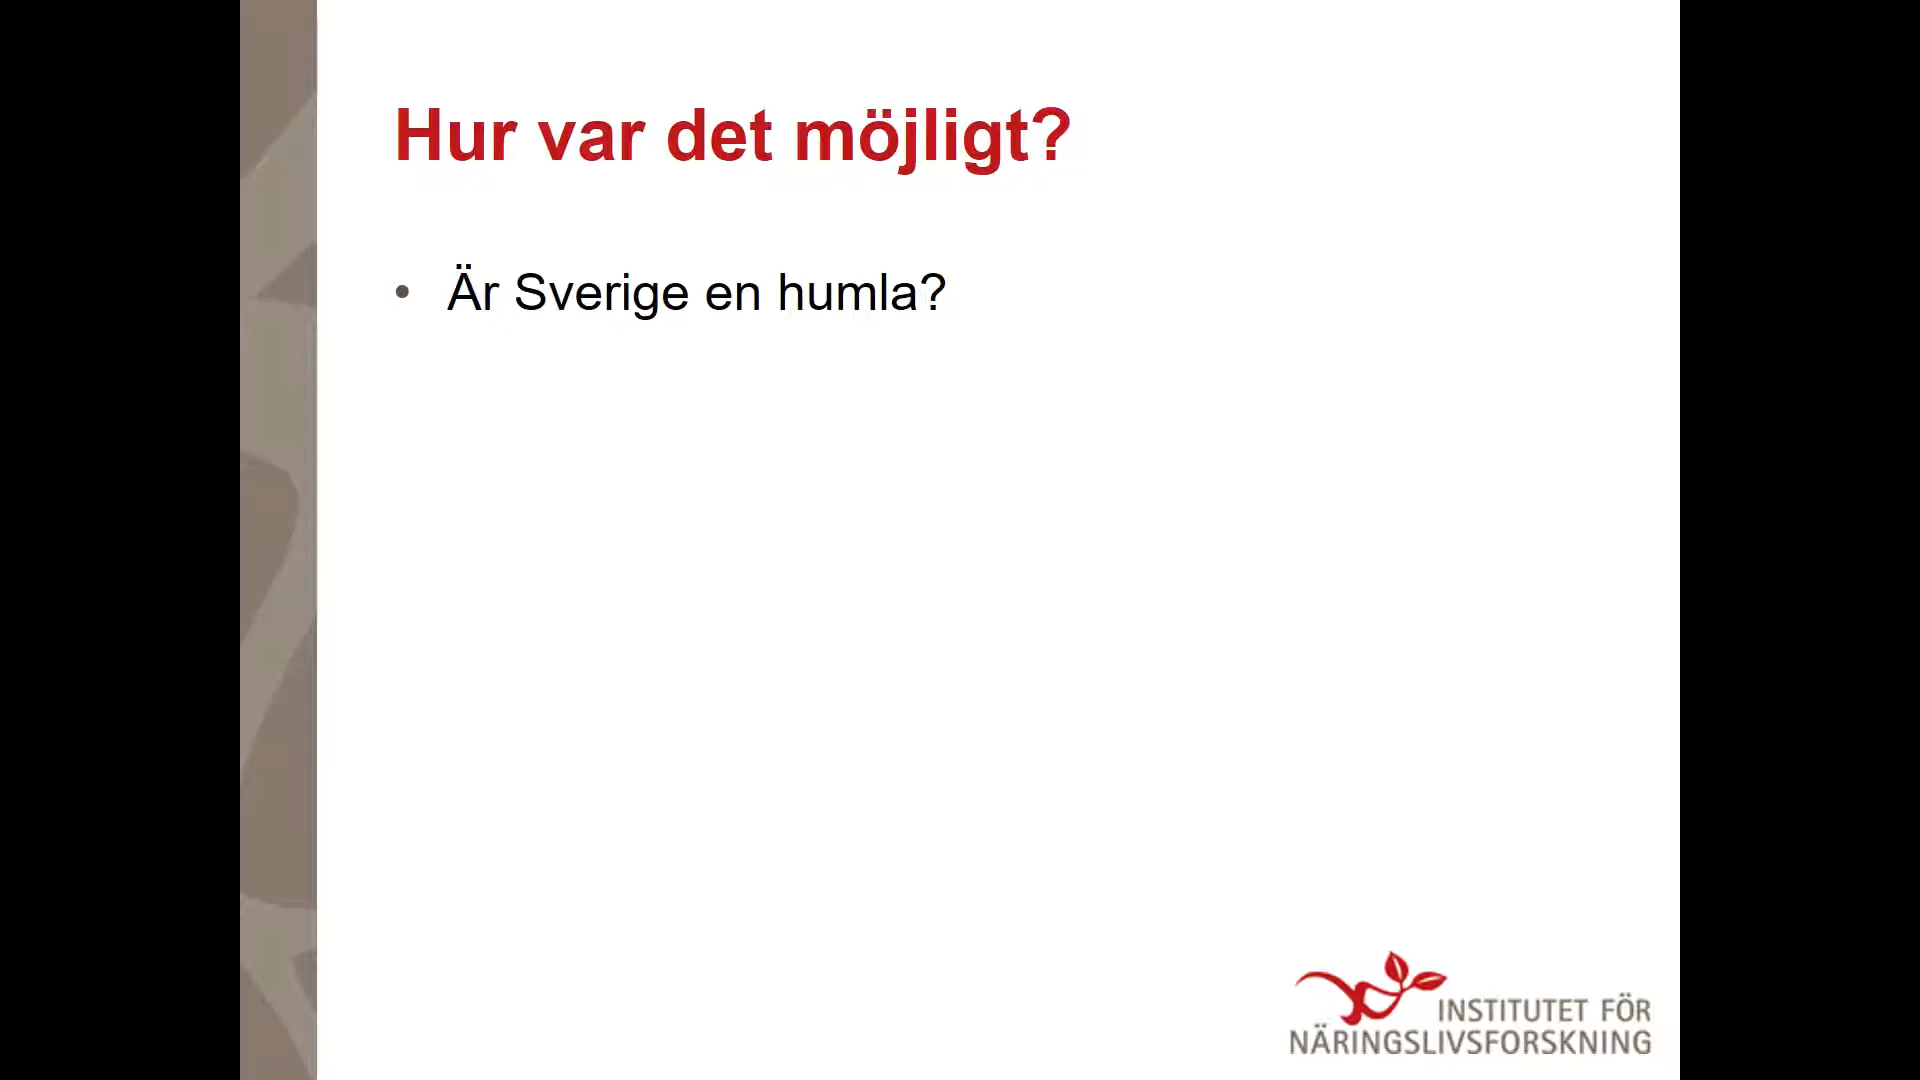 Hur var det möjligt?
• Är Sverige en humla?
INSTITUTET FÖR
NÄRINGSLIVSFORSKNING